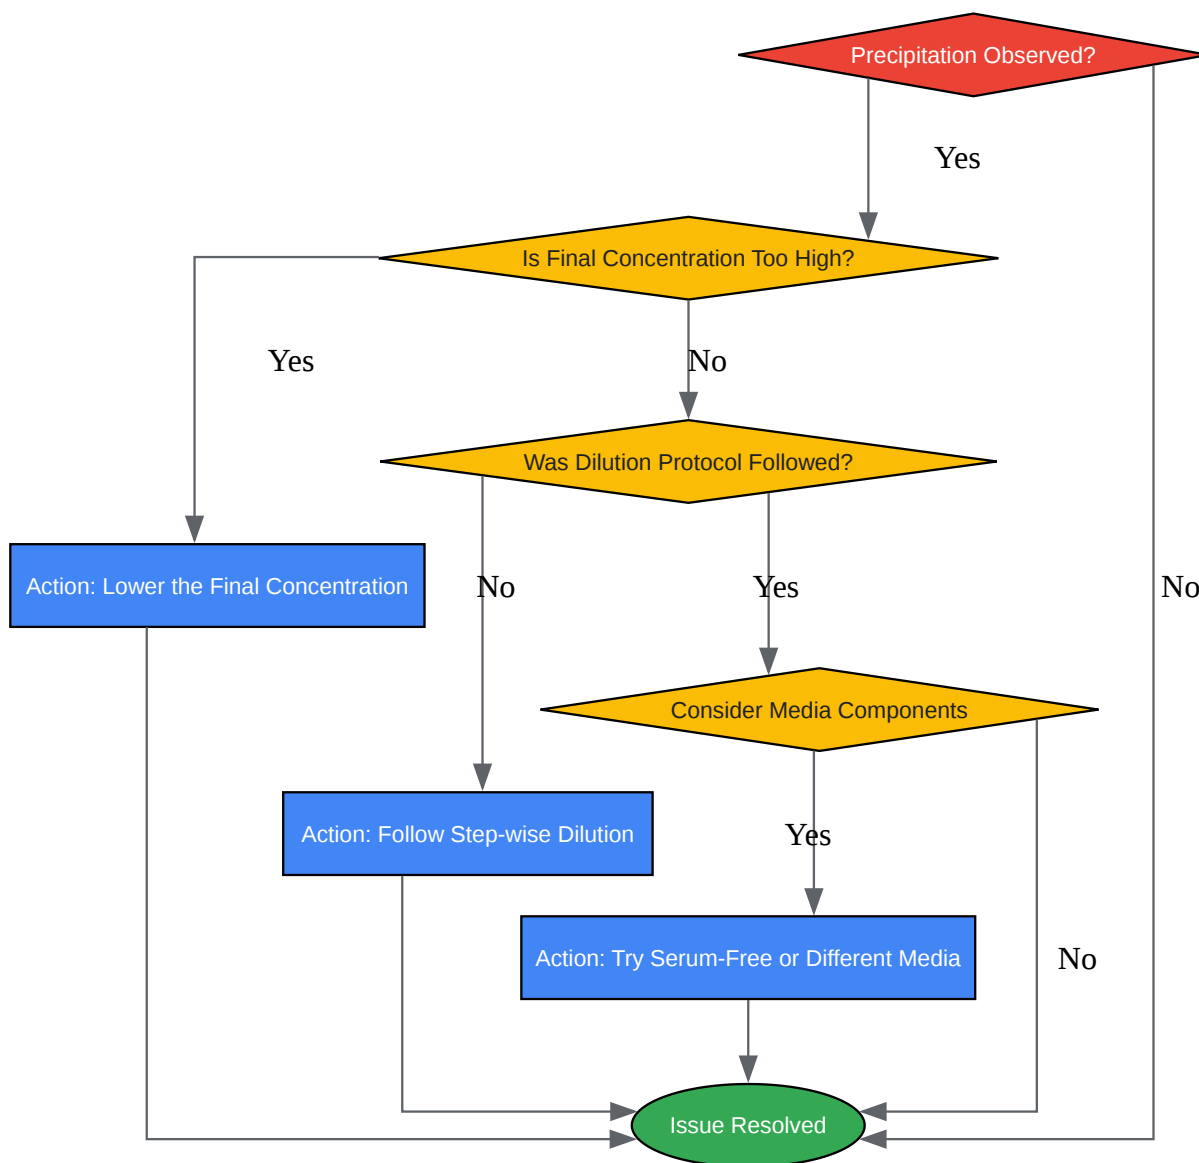 Precipitation Observed?
Yes
Is Final Concentration Too High?
Yes
No
Was Dilution Protocol Followed?
Action: Lower the Final Concentration
No
Yes
No
Consider Media Components
Action: Follow Step-wise Dilution
Yes
Action: Try Serum-Free or Different Media
No
Issue Resolved